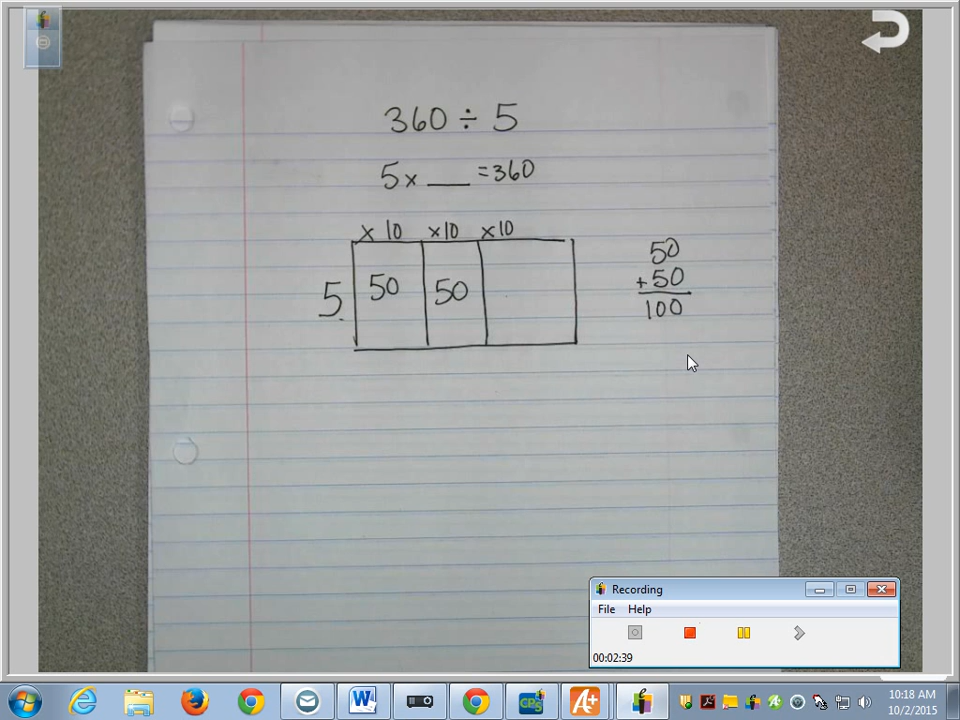 360 ÷ 5
5 x ___ = 360
x 10 x 10 x 10
5 50 50
50
+ 50
100
Recording
File Help
00:02:39
10:18 AM
10/2/2015
W
CPS
A+